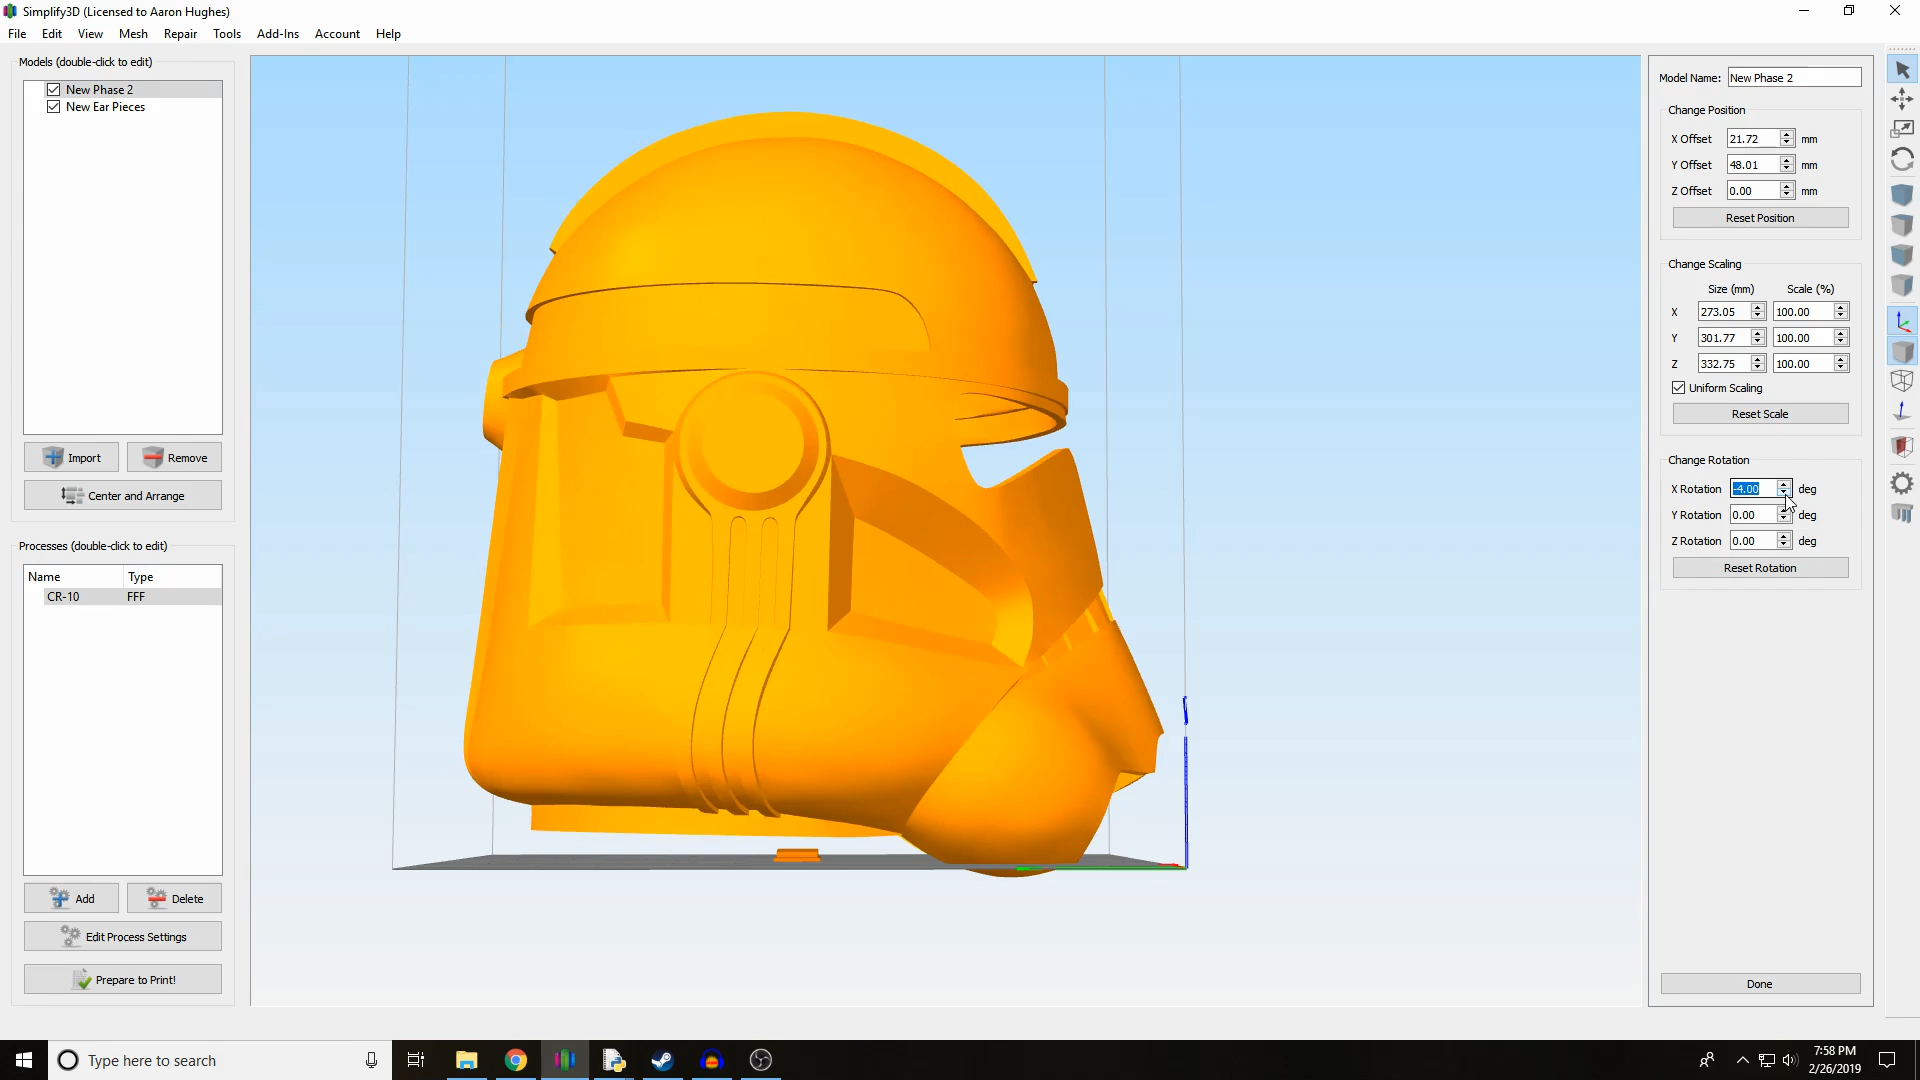 Simplify3D (Licensed to Aaron Hughes)
File Edit View Mesh Repair Tools Add-Ins Account Help
Models (double-click to edit)
New Phase 2
New Ear Pieces
Import Remove
Center and Arrange
Processes (double-click to edit)
Name Type
CR-10 FFF
Add Delete
Edit Process Settings
Prepare to Print!
Model Name: New Phase 2
Change Position
X Offset 21.72 mm
Y Offset 48.01 mm
Z Offset 0.00 mm
Reset Position
Change Scaling
Size (mm) Scale (%)
X 273.05 100.00
Y 301.77 100.00
Z 332.75 100.00
Uniform Scaling
Reset Scale
Change Rotation
X Rotation -4.00 deg
Y Rotation 0.00 deg
Z Rotation 0.00 deg
Reset Rotation
Done
Type here to search
7:58 PM
2/26/2019